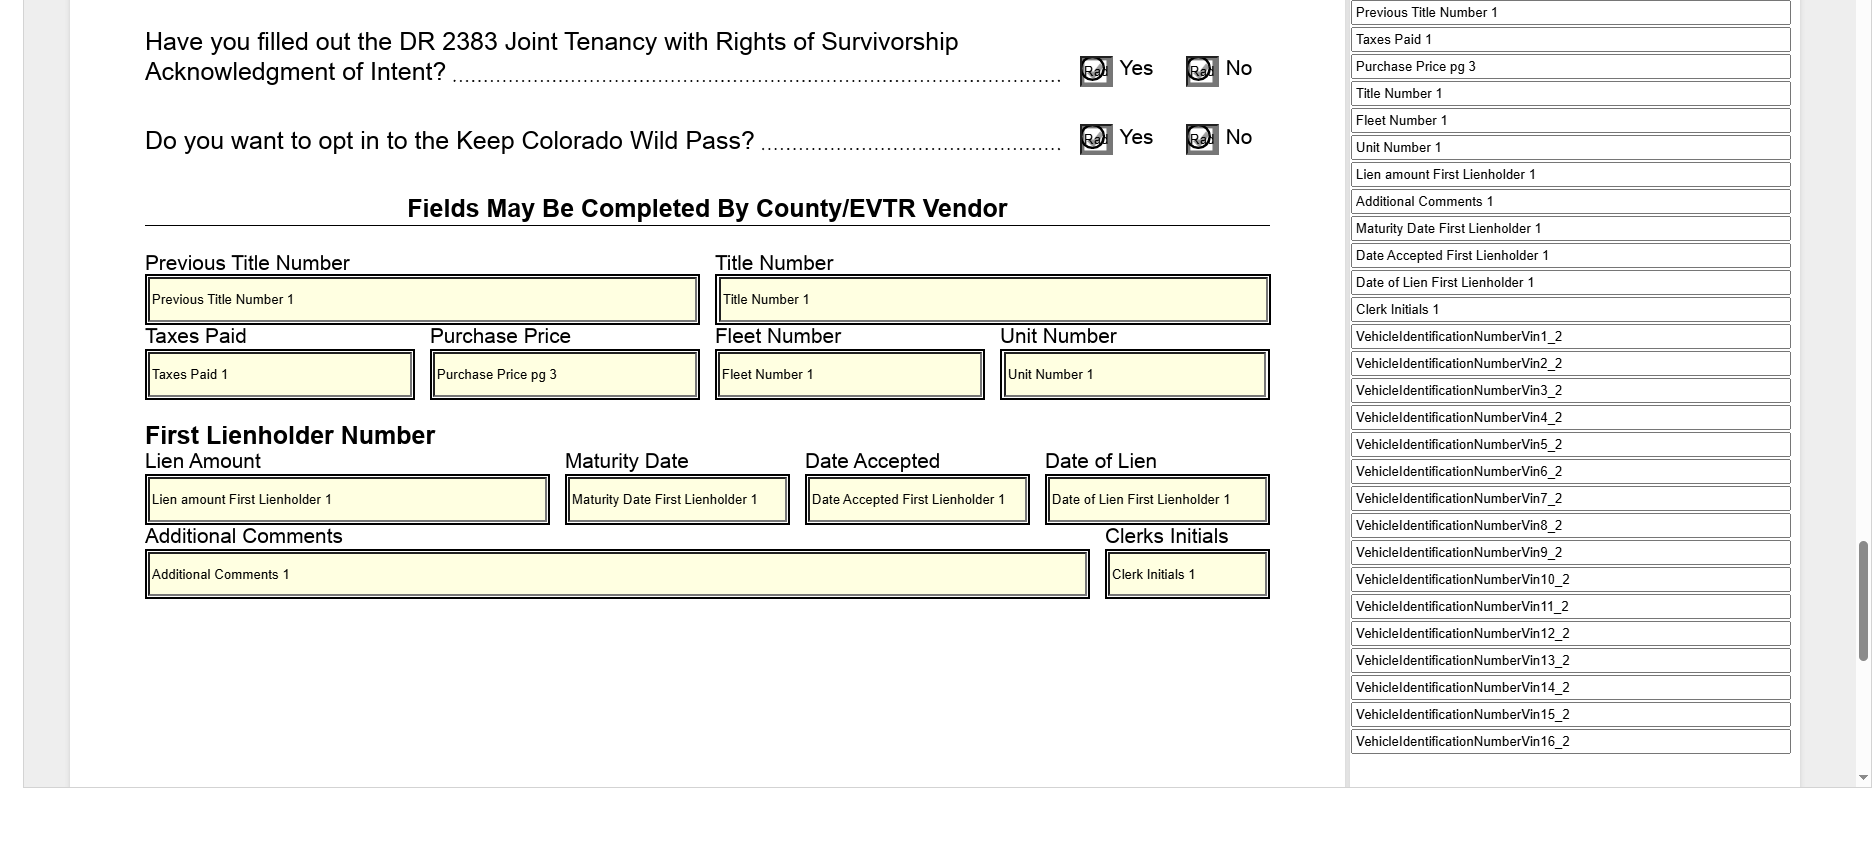 Have you filled out the DR 2383 Joint Tenancy with Rights of Survivorship
Acknowledgment of Intent? ........ Rad Yes Rad No
Do you want to opt in to the Keep Colorado Wild Pass? ........ Rad Yes Rad No
Fields May Be Completed By County/EVTR Vendor
Previous Title Number Title Number
Previous Title Number 1 Title Number 1
Taxes Paid Purchase Price Fleet Number Unit Number
Taxes Paid 1 Purchase Price pg 3 Fleet Number 1 Unit Number 1
First Lienholder Number
Lien Amount Maturity Date Date Accepted Date of Lien
Lien amount First Lienholder 1 Maturity Date First Lienholder 1 Date Accepted First Lienholder 1 Date of Lien First Lienholder 1
Additional Comments Clerks Initials
Additional Comments 1 Clerk Initials 1
Previous Title Number 1
Taxes Paid 1
Purchase Price pg 3
Title Number 1
Fleet Number 1
Unit Number 1
Lien amount First Lienholder 1
Additional Comments 1
Maturity Date First Lienholder 1
Date Accepted First Lienholder 1
Date of Lien First Lienholder 1
Clerk Initials 1
VehicleIdentificationNumberVin1_2
VehicleIdentificationNumberVin2_2
VehicleIdentificationNumberVin3_2
VehicleIdentificationNumberVin4_2
VehicleIdentificationNumberVin5_2
VehicleIdentificationNumberVin6_2
VehicleIdentificationNumberVin7_2
VehicleIdentificationNumberVin8_2
VehicleIdentificationNumberVin9_2
VehicleIdentificationNumberVin10_2
VehicleIdentificationNumberVin11_2
VehicleIdentificationNumberVin12_2
VehicleIdentificationNumberVin13_2
VehicleIdentificationNumberVin14_2
VehicleIdentificationNumberVin15_2
VehicleIdentificationNumberVin16_2